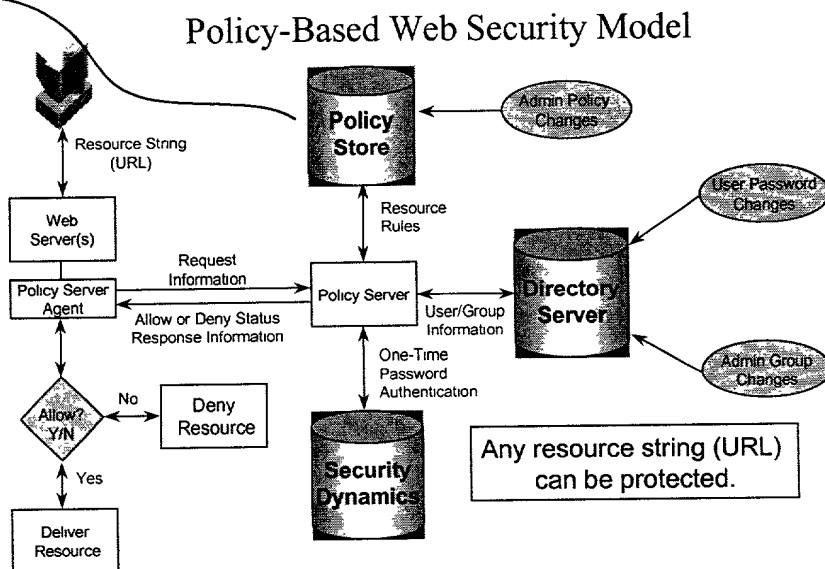 Policy-Based Web Security Model
Resource String
(URL)
Policy
Store
Admin Policy
Changes
User Password
Changes
Web
Server(s)
Resource
Rules
Request
Information
Policy Server
Agent
Policy Server
Directory
Server
Allow or Deny Status
Response Information
User/Group
Information
One-Time
Password
Authentication
Admin Group
Changes
Allow?
Y/N
No
Deny
Resource
Yes
Security
Dynamics
Any resource string (URL)
can be protected.
Deliver
Resource